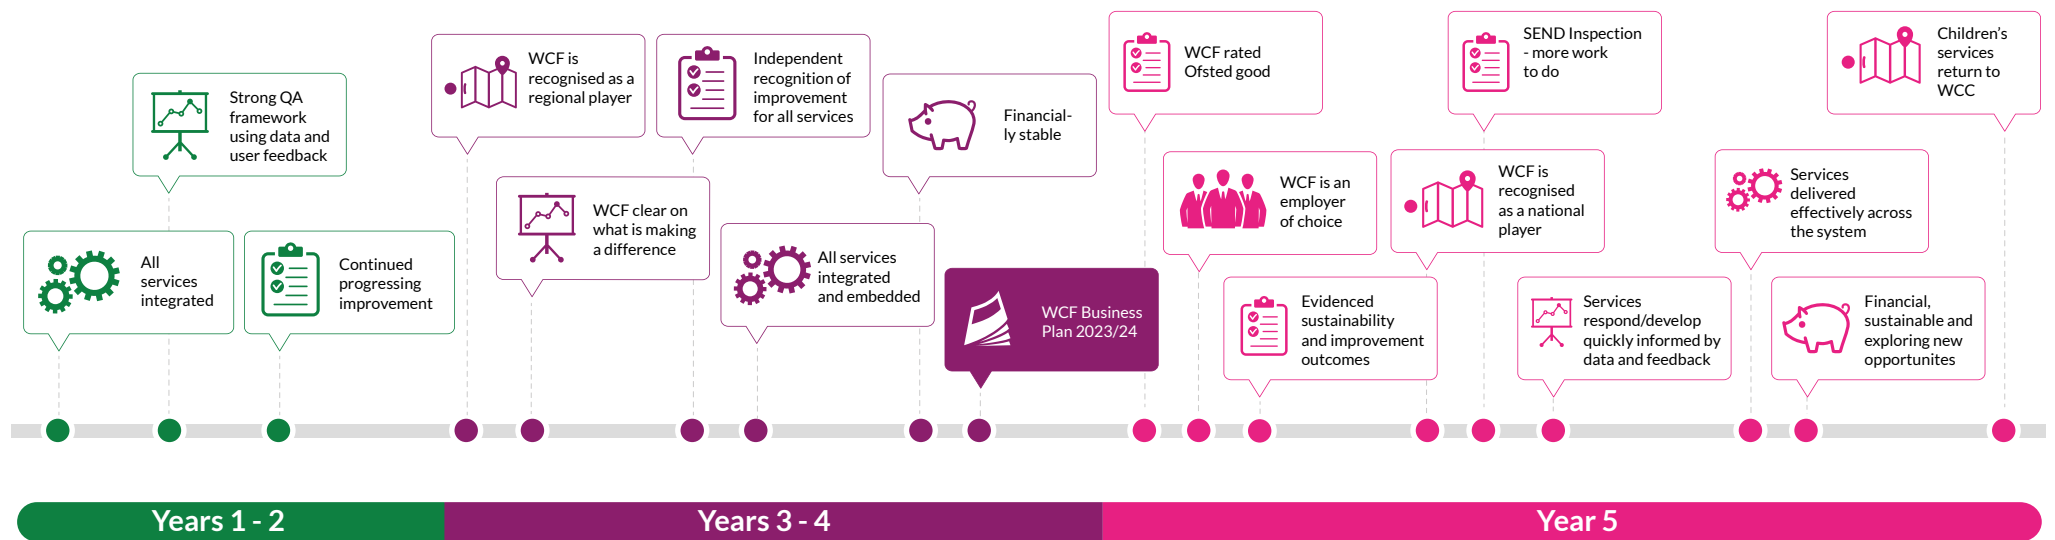 All
services
integrated
Strong QA
framework
using data and
user feedback
Continued
progressing
improvement
WCF is
recognised as a
regional player
WCF clear on
what is making
a difference
Independent
recognition of
improvement
for all services
All services
integrated
and embedded
Financial-
ly stable
WCF Business
Plan 2023/24
WCF rated
Ofsted good
WCF is an
employer
of choice
Evidenced
sustainability
and improvement
outcomes
WCF is
recognised
as a national
player
SEND Inspection
- more work
to do
Services
respond/develop
quickly informed by
data and feedback
Services
delivered
effectively across
the system
Financial,
sustainable and
exploring new
opportunites
Children's
services
return to
WCC
Years 1 - 2
Years 3 - 4
Year 5